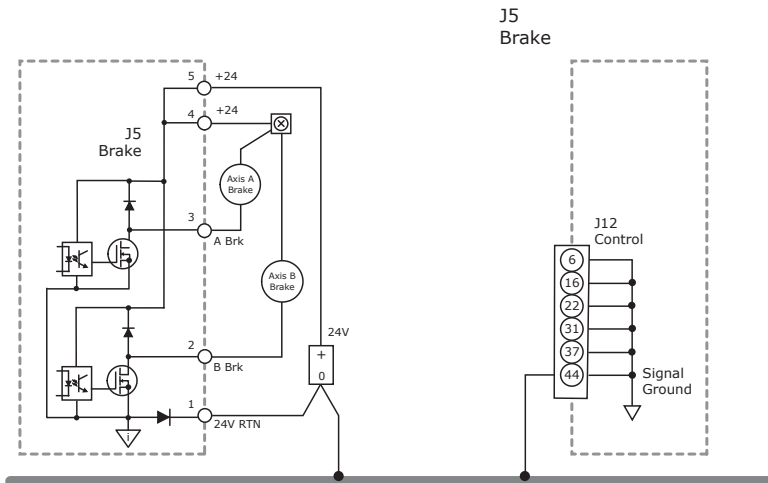 J5
Brake
5
+24
4
+24
J5
Brake
Axis A
Brake
3
A Brk
Axis B
Brake
24V
+
0
2
B Brk
1
24V RTN
i
J12
Control
6
16
22
31
37
44
Signal
Ground